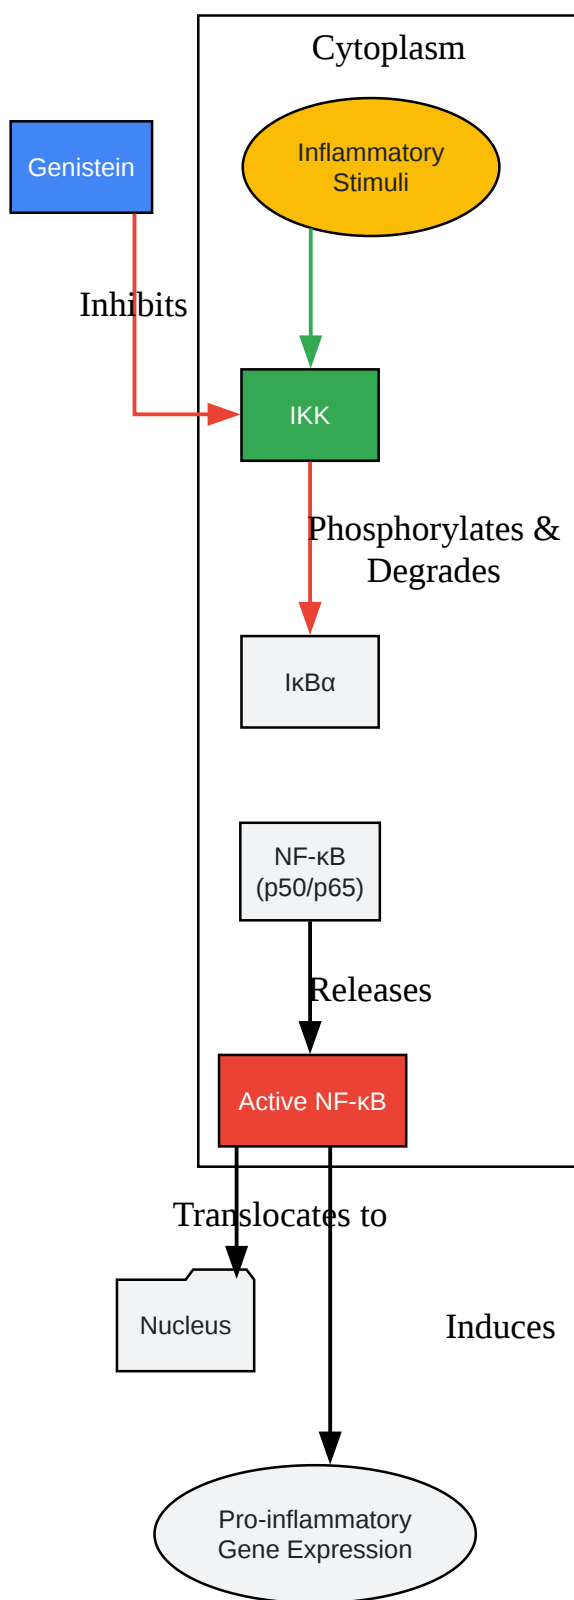 Cytoplasm
Genistein
Inflammatory
Stimuli
Inhibits
IKK
Phosphorylates &
Degrades
IκBα
NF-κB
(p50/p65)
Releases
Active NF-κB
Translocates to
Nucleus
Induces
Pro-inflammatory
Gene Expression